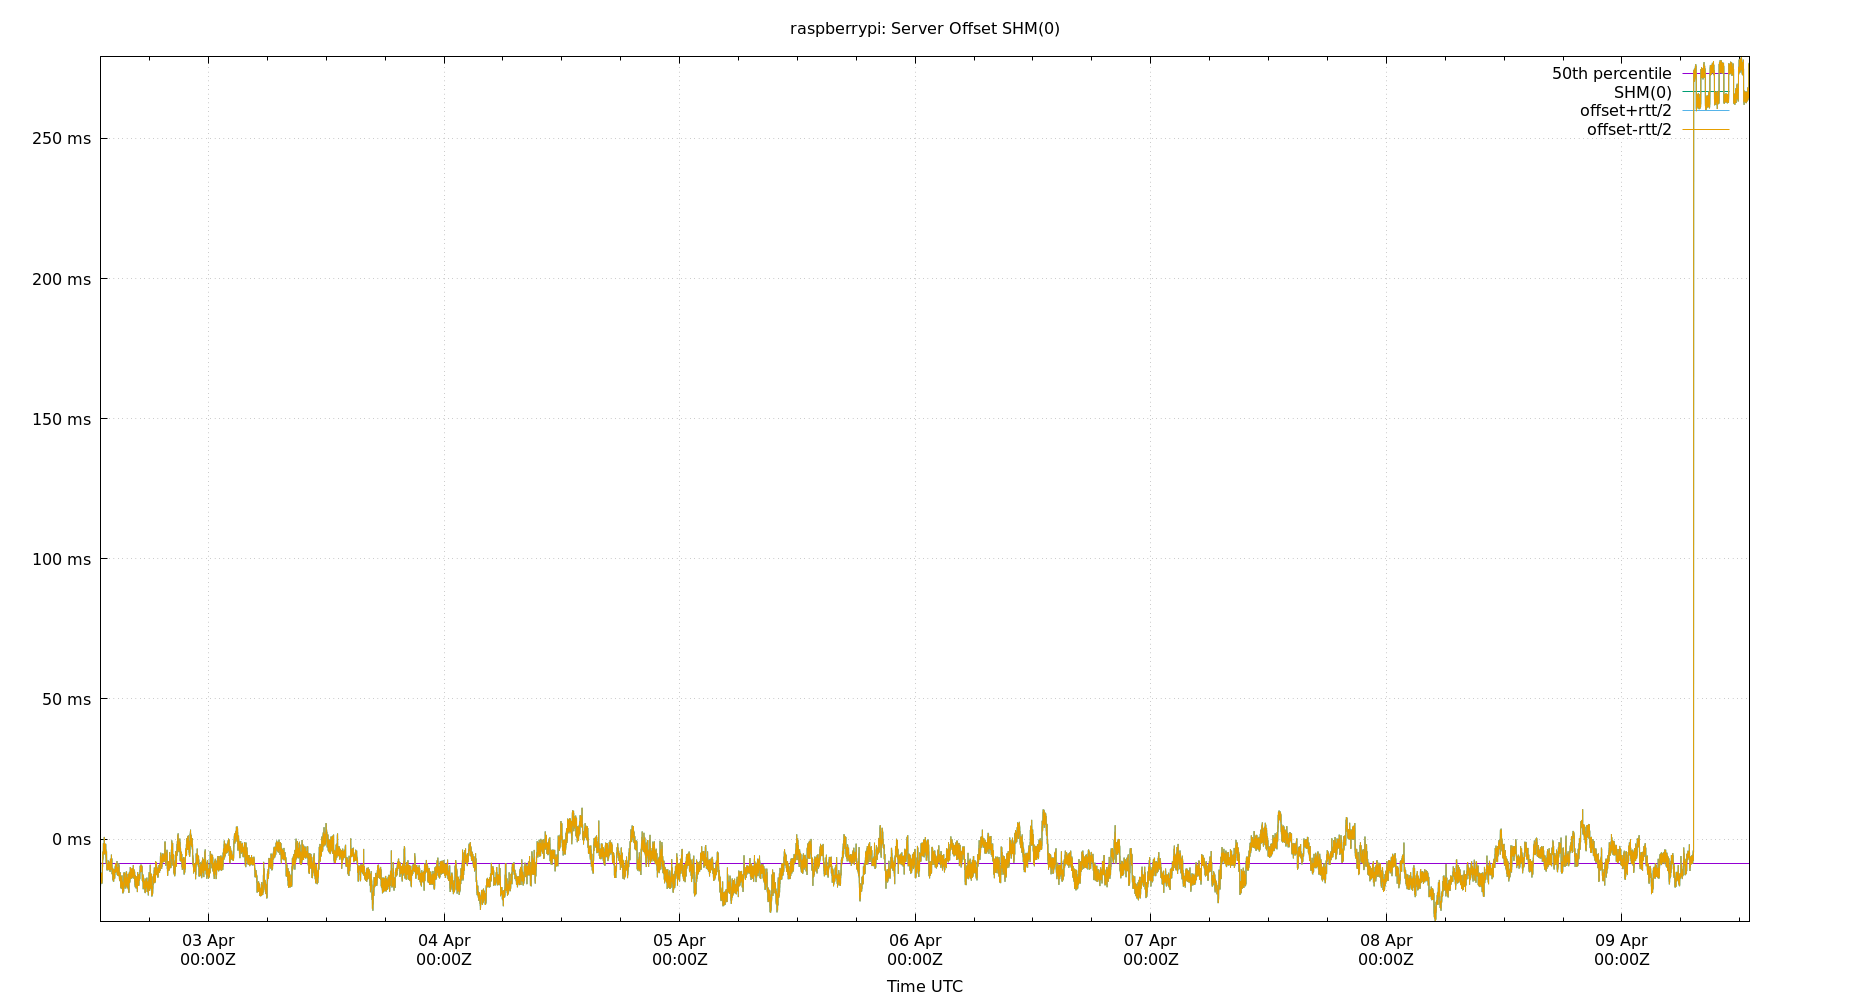 raspberrypi: Server Offset SHM(0)
50th percentile
SHM(0)
offset+rtt/2
offset-rtt/2
250 ms
200 ms
150 ms
100 ms
50 ms
0 ms
03 Apr 04 Apr 05 Apr 06 Apr 07 Apr 08 Apr 09 Apr
00:00Z 00:00Z 00:00Z 00:00Z 00:00Z 00:00Z 00:00Z
Time UTC